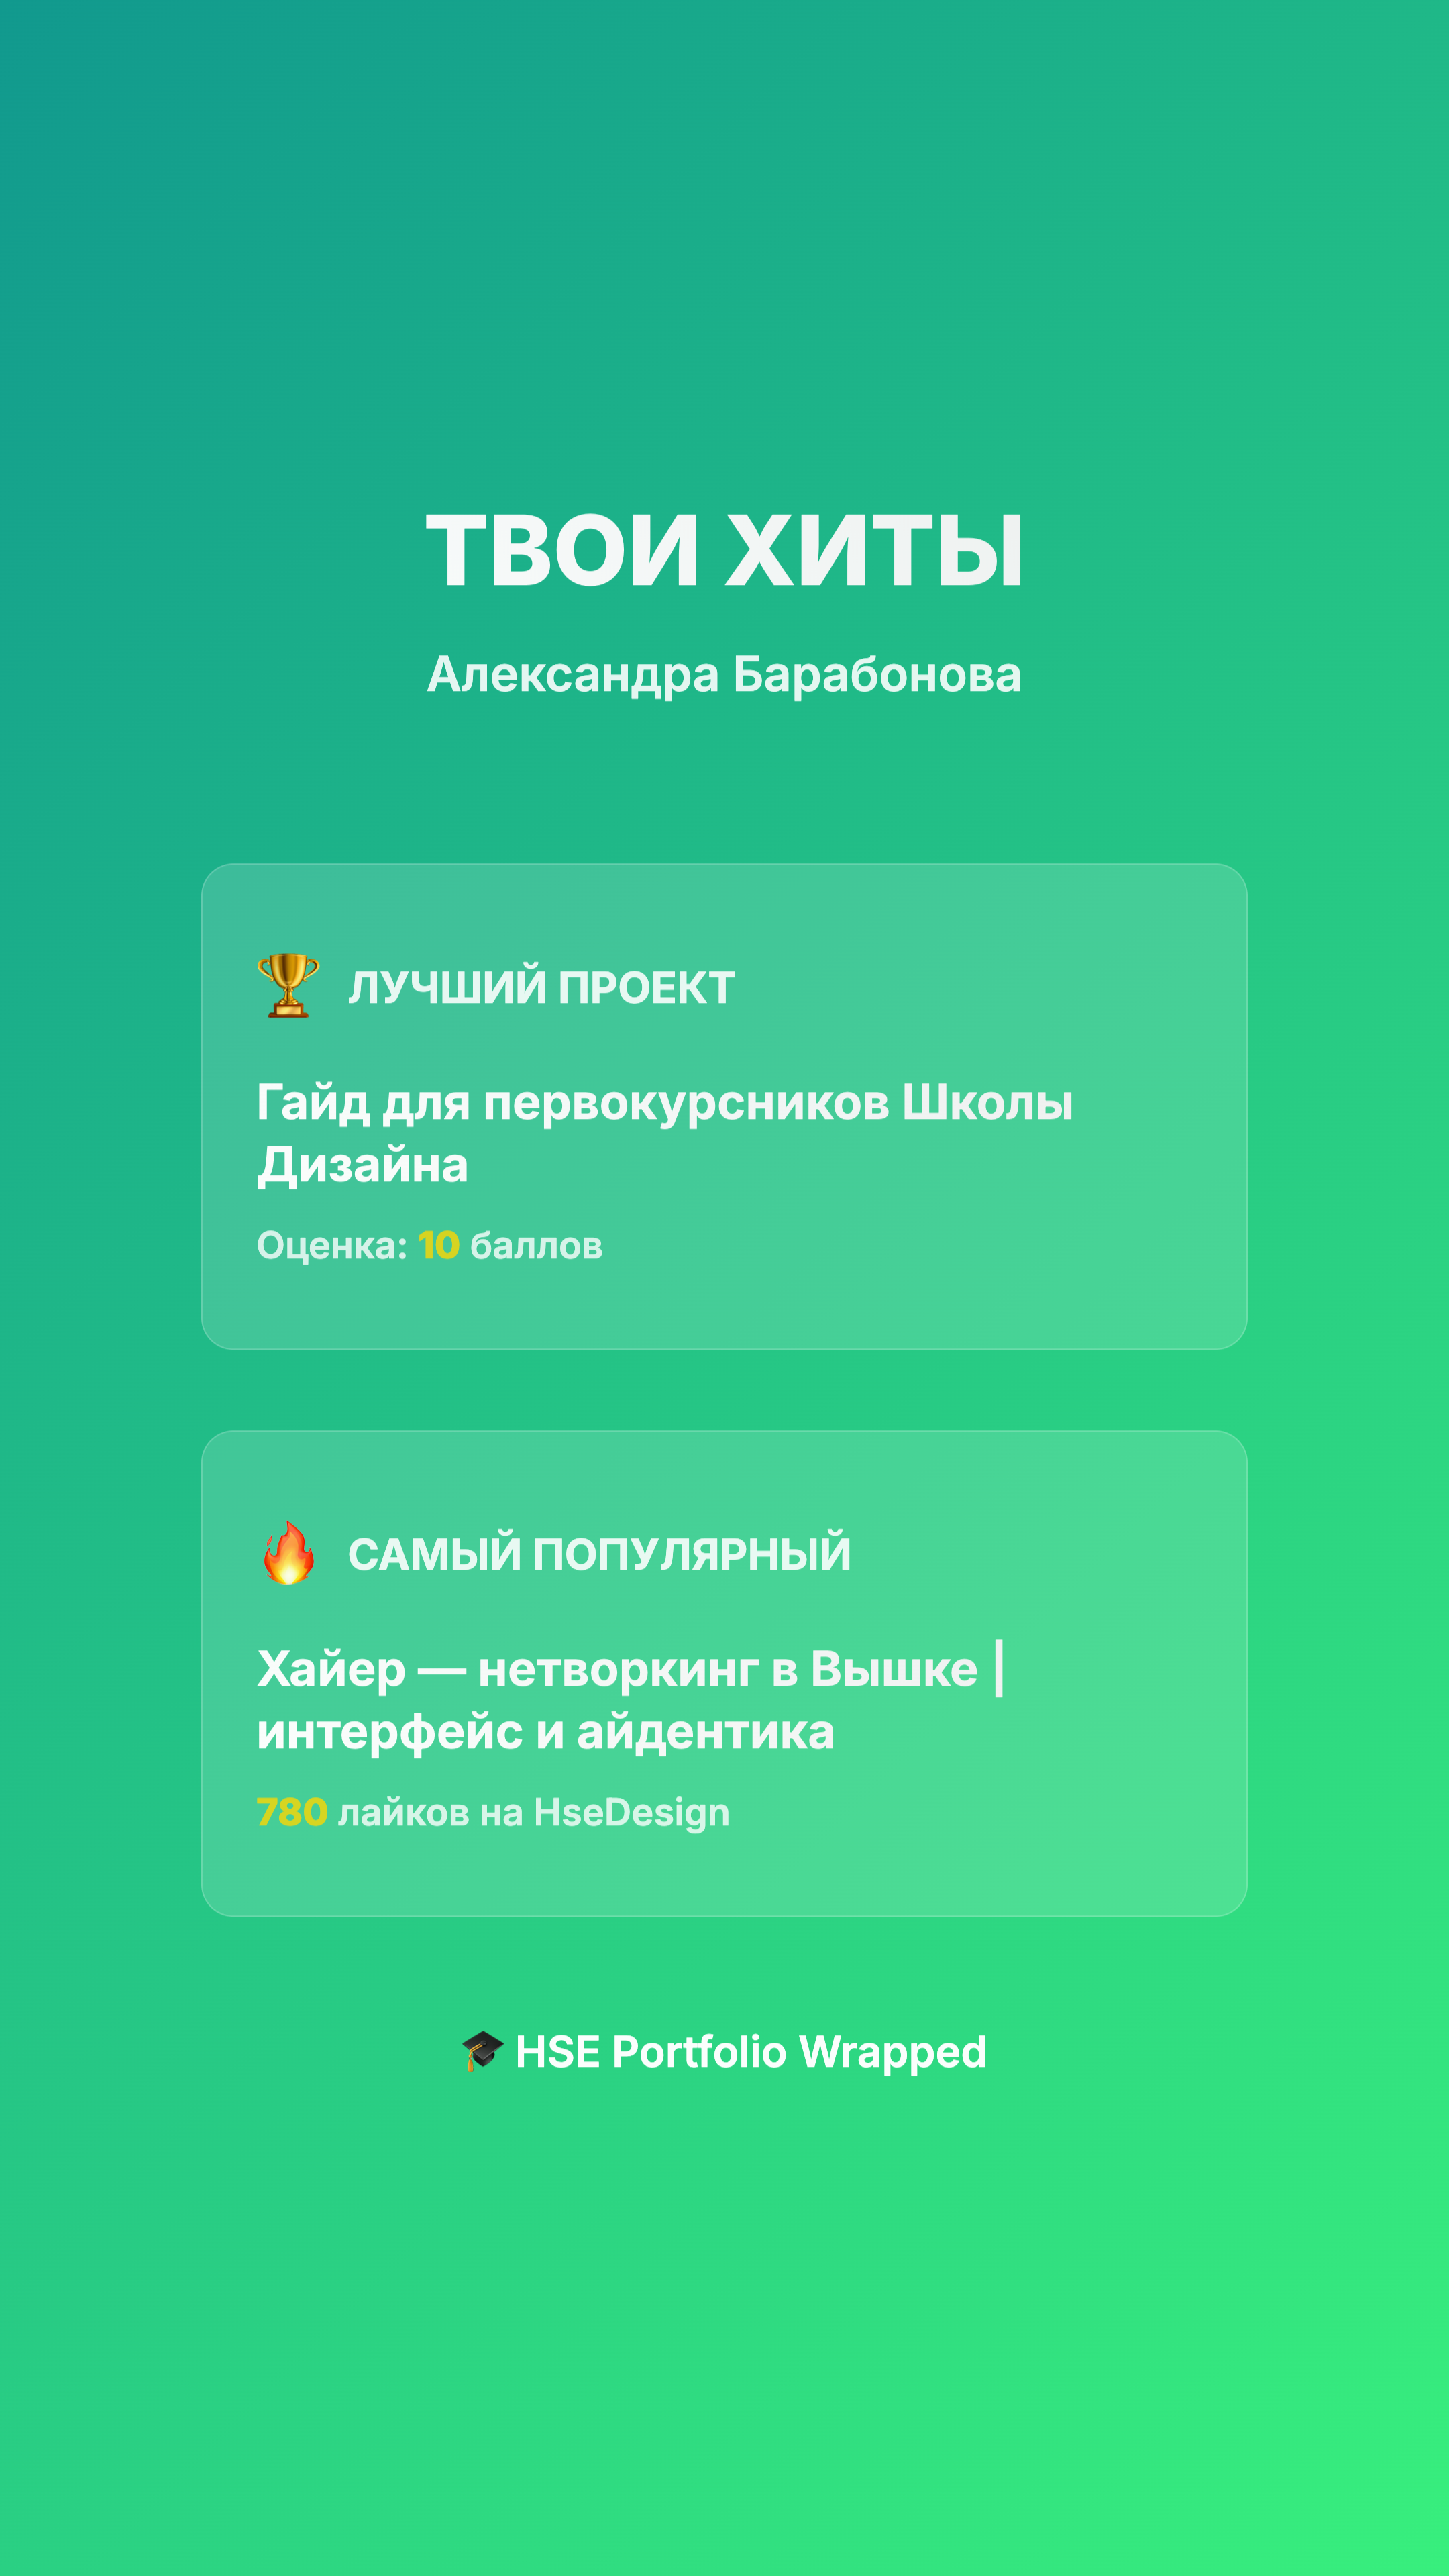 ТВОИ ХИТЫ
Александра Барабонова
🏆 ЛУЧШИЙ ПРОЕКТ
Гайд для первокурсников Школы
Дизайна
Оценка: 10 баллов
🔥 САМЫЙ ПОПУЛЯРНЫЙ
Хайер — нетворкинг в Вышке |
интерфейс и айдентика
780 лайков на HseDesign
🎓 HSE Portfolio Wrapped